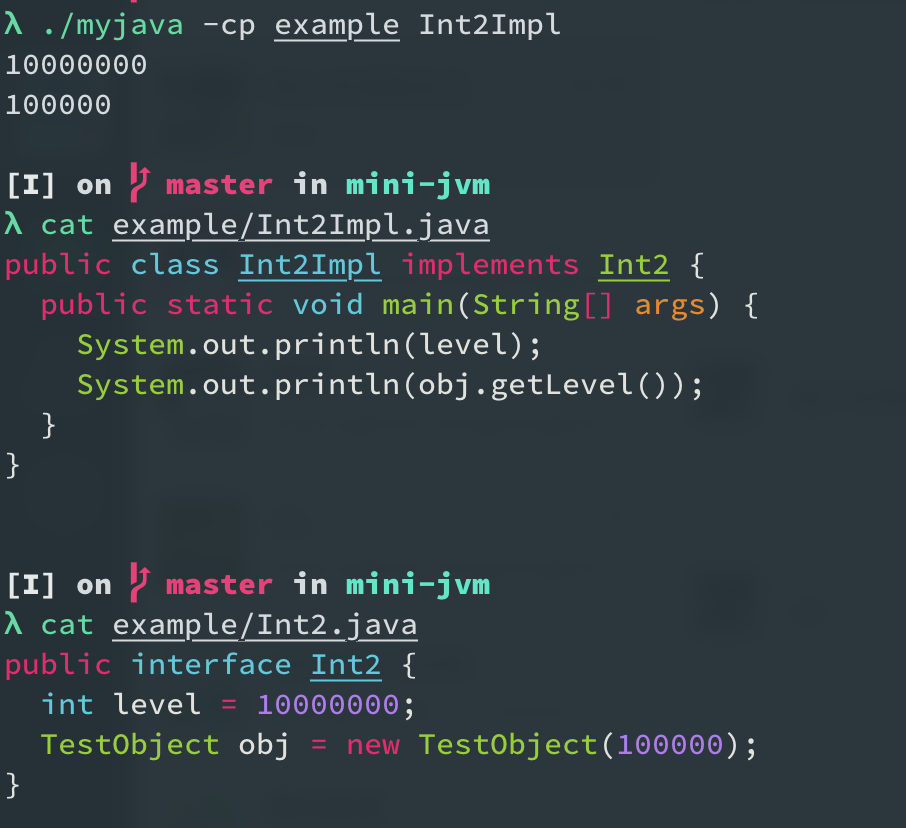 λ ./myjava -cp example Int2Impl
10000000
100000
[I] on master in mini-jvm
λ cat example/Int2Impl.java
public class Int2Impl implements Int2 {
  public static void main(String[] args) {
    System.out.println(level);
    System.out.println(obj.getLevel());
  }
}
[I] on master in mini-jvm
λ cat example/Int2.java
public interface Int2 {
  int level = 10000000;
  TestObject obj = new TestObject(100000);
}